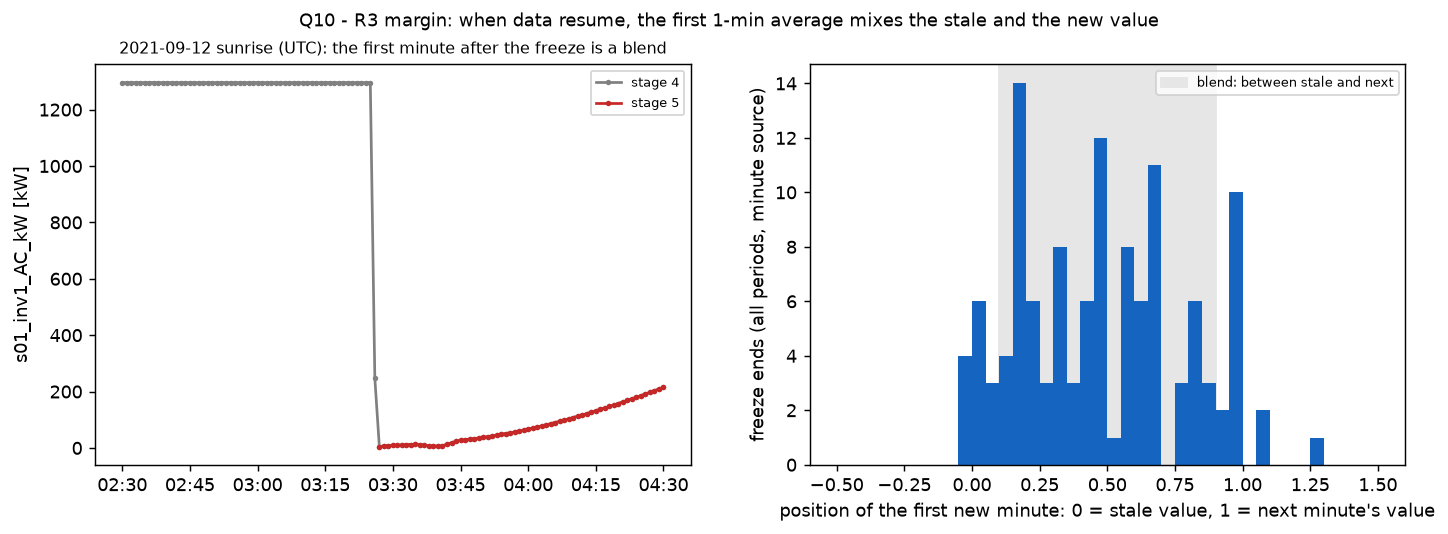 Q10 - R3 margin: when data resume, the first 1-min average mixes the stale and the new value
2021-09-12 sunrise (UTC): the first minute after the freeze is a blend
s01_inv1_AC_kW [kW]
1200
1000
800
600
400
200
0
02:30 02:45 03:00 03:15 03:30 03:45 04:00 04:15 04:30
stage 4
stage 5
freeze ends (all periods, minute source)
14
12
10
8
6
4
2
0
−0.50 −0.25 0.00 0.25 0.50 0.75 1.00 1.25 1.50
position of the first new minute: 0 = stale value, 1 = next minute's value
blend: between stale and next